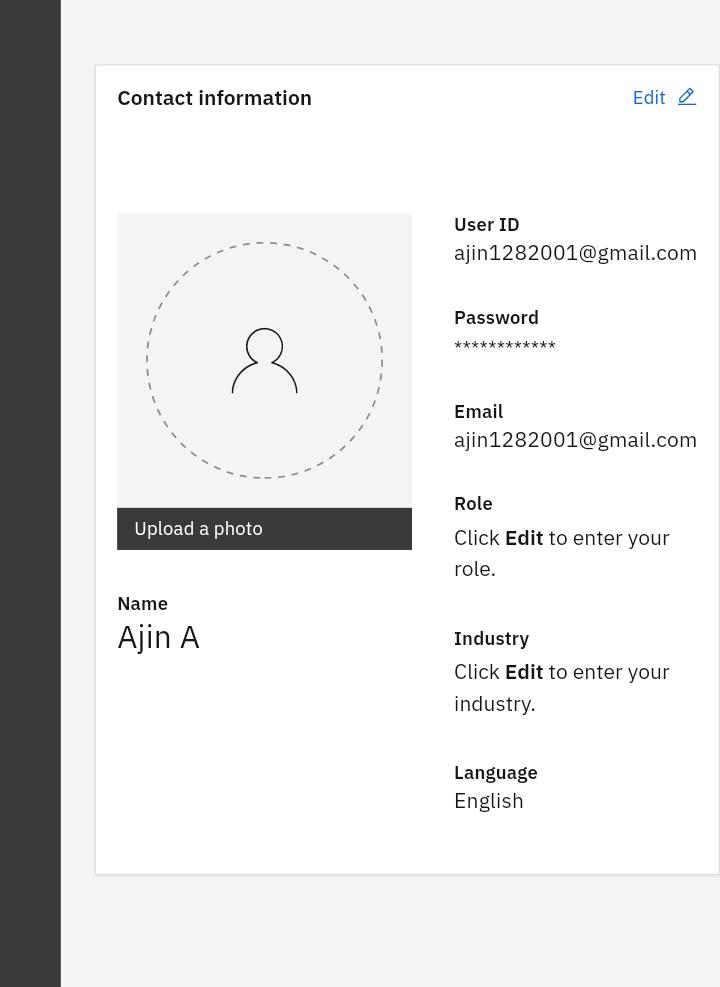 Contact information
Edit
Upload a photo
Name
Ajin A
User ID
ajin1282001@gmail.com
Password
************
Email
ajin1282001@gmail.com
Role
Click Edit to enter your
role.
Industry
Click Edit to enter your
industry.
Language
English